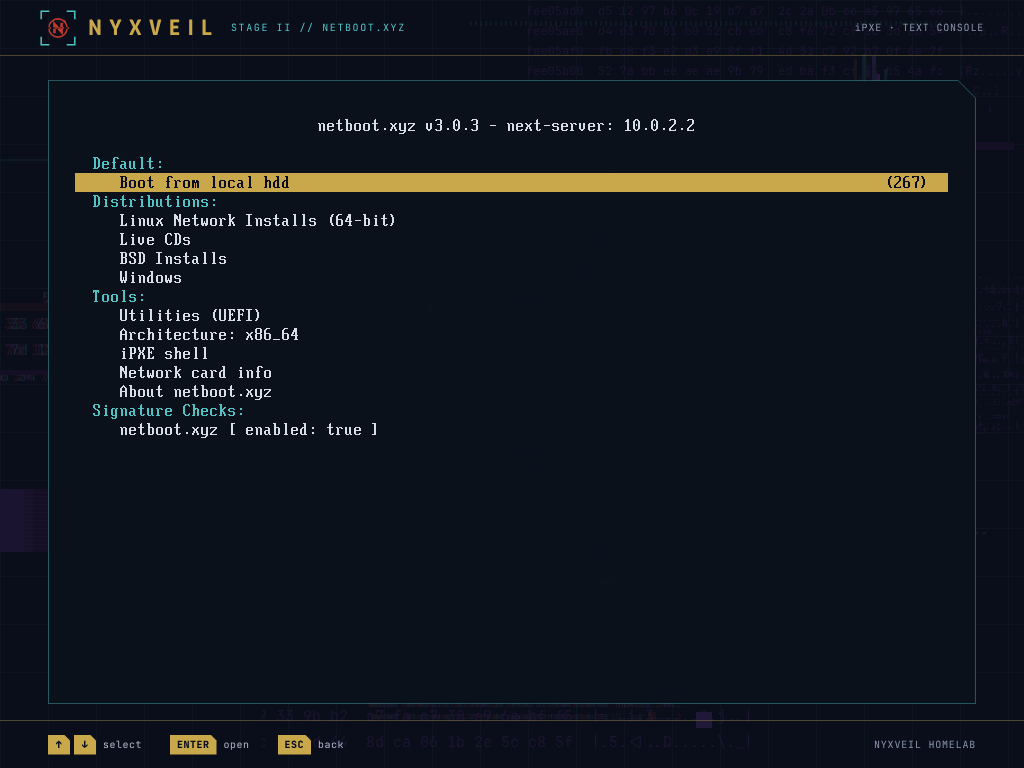 NYXVEIL STAGE II // NETBOOT.XYZ iPXE · TEXT CONSOLE
netboot.xyz v3.0.3 - next-server: 10.0.2.2
Default:
Boot from local hdd (267)
Distributions:
Linux Network Installs (64-bit)
Live CDs
BSD Installs
Windows
Tools:
Utilities (UEFI)
Architecture: x86_64
iPXE shell
Network card info
About netboot.xyz
Signature Checks:
netboot.xyz [ enabled: true ]
↑ ↓ select ENTER open ESC back NYXVEIL HOMELAB